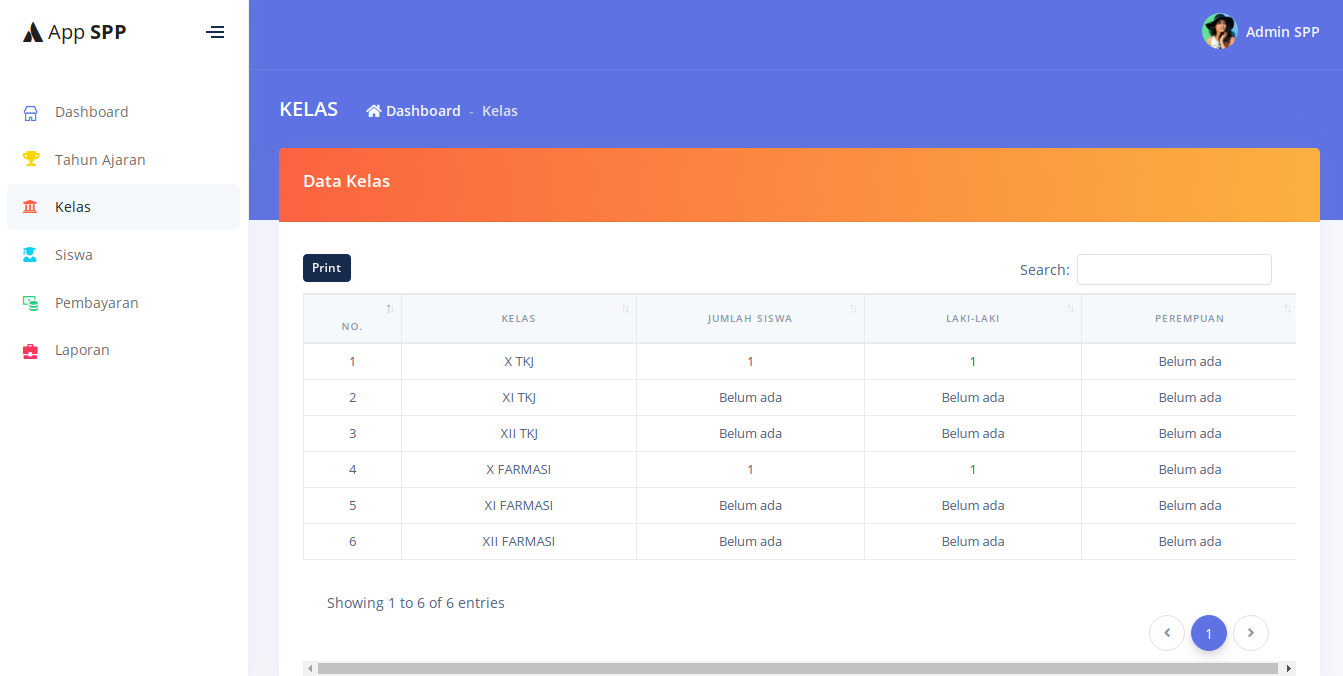 App SPP
Admin SPP
Dashboard
Tahun Ajaran
Kelas
Siswa
Pembayaran
Laporan
KELAS Dashboard - Kelas
Data Kelas
Print Search:
NO. KELAS JUMLAH SISWA LAKI-LAKI PEREMPUAN
1 X TKJ 1 1 Belum ada
2 XI TKJ Belum ada Belum ada Belum ada
3 XII TKJ Belum ada Belum ada Belum ada
4 X FARMASI 1 1 Belum ada
5 XI FARMASI Belum ada Belum ada Belum ada
6 XII FARMASI Belum ada Belum ada Belum ada
Showing 1 to 6 of 6 entries
1